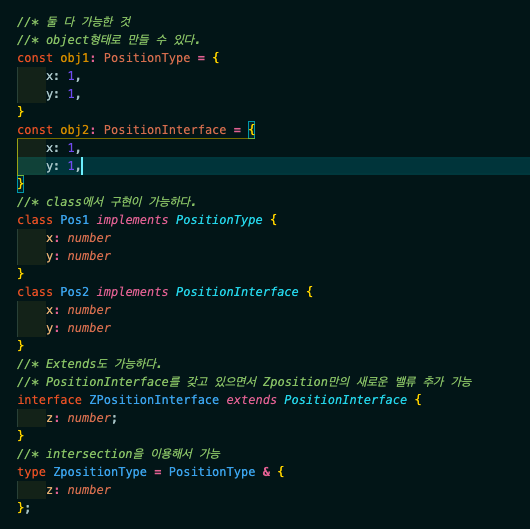 //* 둘 다 가능한 것
//* object형태로 만들 수 있다.
const obj1: PositionType = {
    x: 1,
    y: 1,
}
const obj2: PositionInterface = {
    x: 1,
    y: 1,
}
//* class에서 구현이 가능하다.
class Pos1 implements PositionType {
    x: number
    y: number
}
class Pos2 implements PositionInterface {
    x: number
    y: number
}
//* Extends도 가능하다.
//* PositionInterface를 갖고 있으면서 Zposition만의 새로운 밸류 추가 가능
interface ZPositionInterface extends PositionInterface {
    z: number;
}
//* intersection을 이용해서 가능
type ZpositionType = PositionType & {
    z: number
};